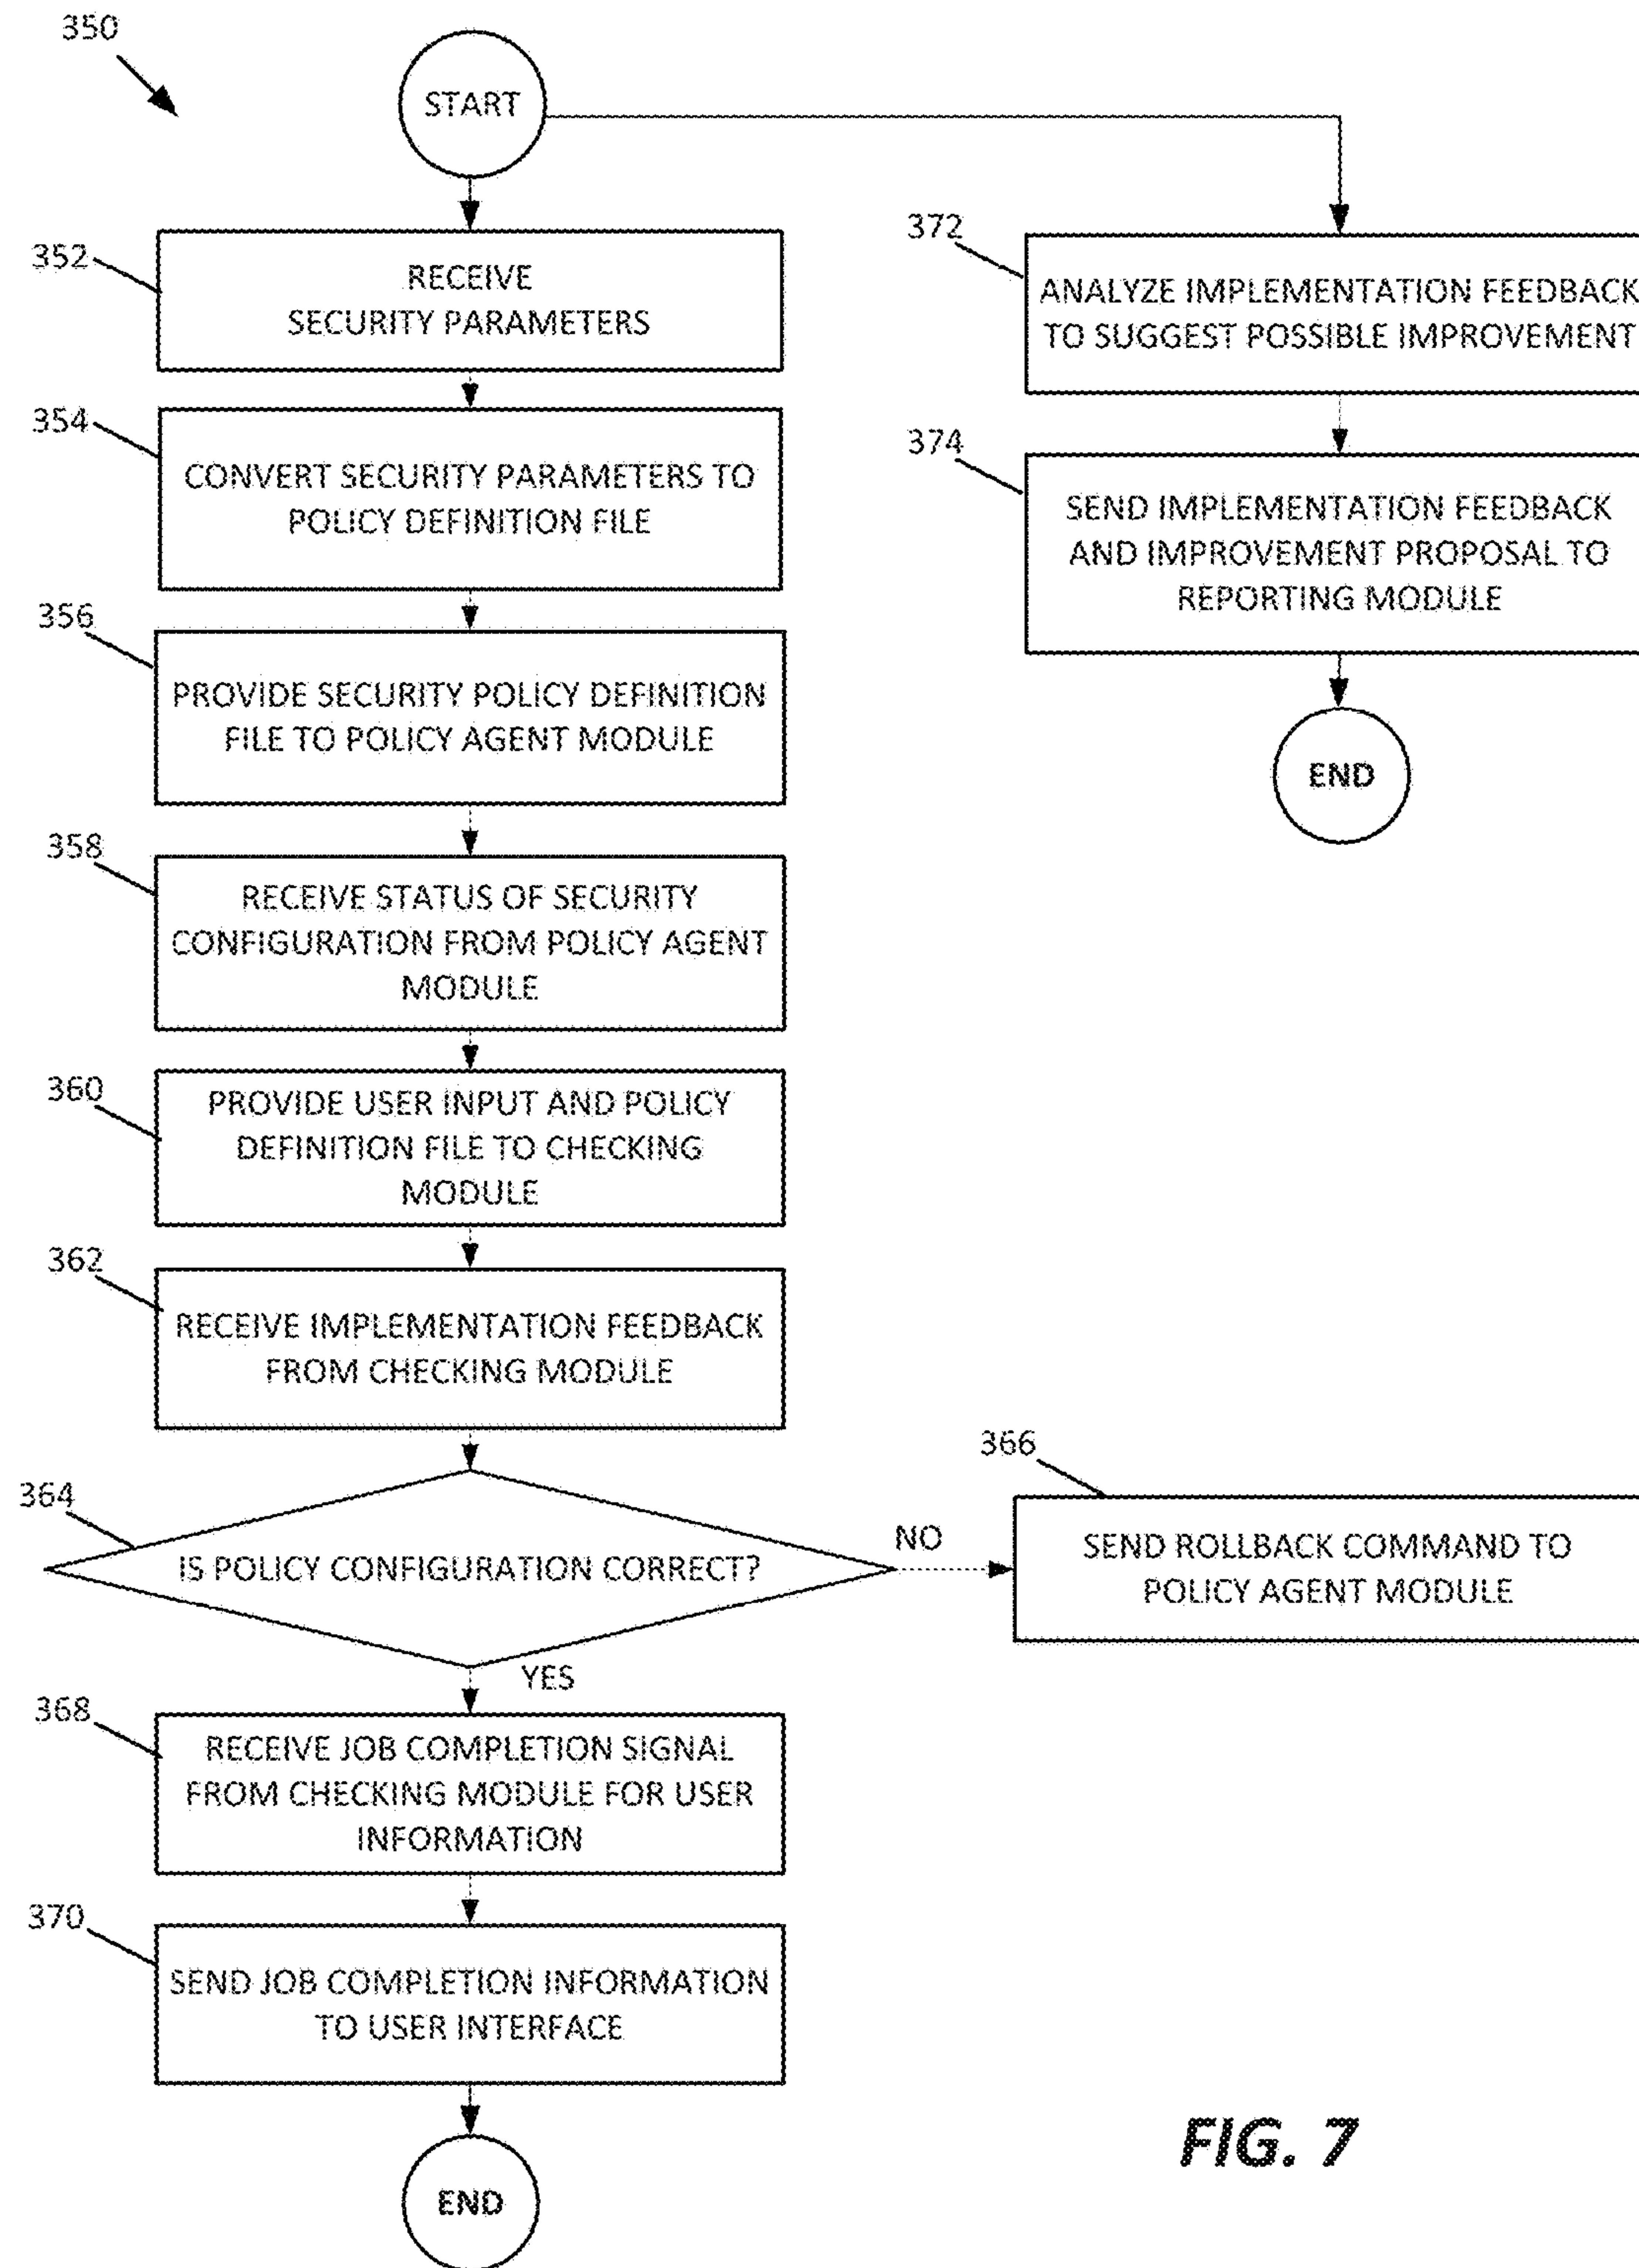 350
START
352
RECEIVE
SECURITY PARAMETERS
354
CONVERT SECURITY PARAMETERS TO
POLICY DEFINITION FILE
356
PROVIDE SECURITY POLICY DEFINITION
FILE TO POLICY AGENT MODULE
358
RECEIVE STATUS OF SECURITY
CONFIGURATION FROM POLICY AGENT
MODULE
360
PROVIDE USER INPUT AND POLICY
DEFINITION FILE TO CHECKING
MODULE
362
RECEIVE IMPLEMENTATION FEEDBACK
FROM CHECKING MODULE
364
IS POLICY CONFIGURATION CORRECT?
NO
366
SEND ROLLBACK COMMAND TO
POLICY AGENT MODULE
YES
368
RECEIVE JOB COMPLETION SIGNAL
FROM CHECKING MODULE FOR USER
INFORMATION
370
SEND JOB COMPLETION INFORMATION
TO USER INTERFACE
END
372
ANALYZE IMPLEMENTATION FEEDBACK
TO SUGGEST POSSIBLE IMPROVEMENT
374
SEND IMPLEMENTATION FEEDBACK
AND IMPROVEMENT PROPOSAL TO
REPORTING MODULE
END
FIG. 7